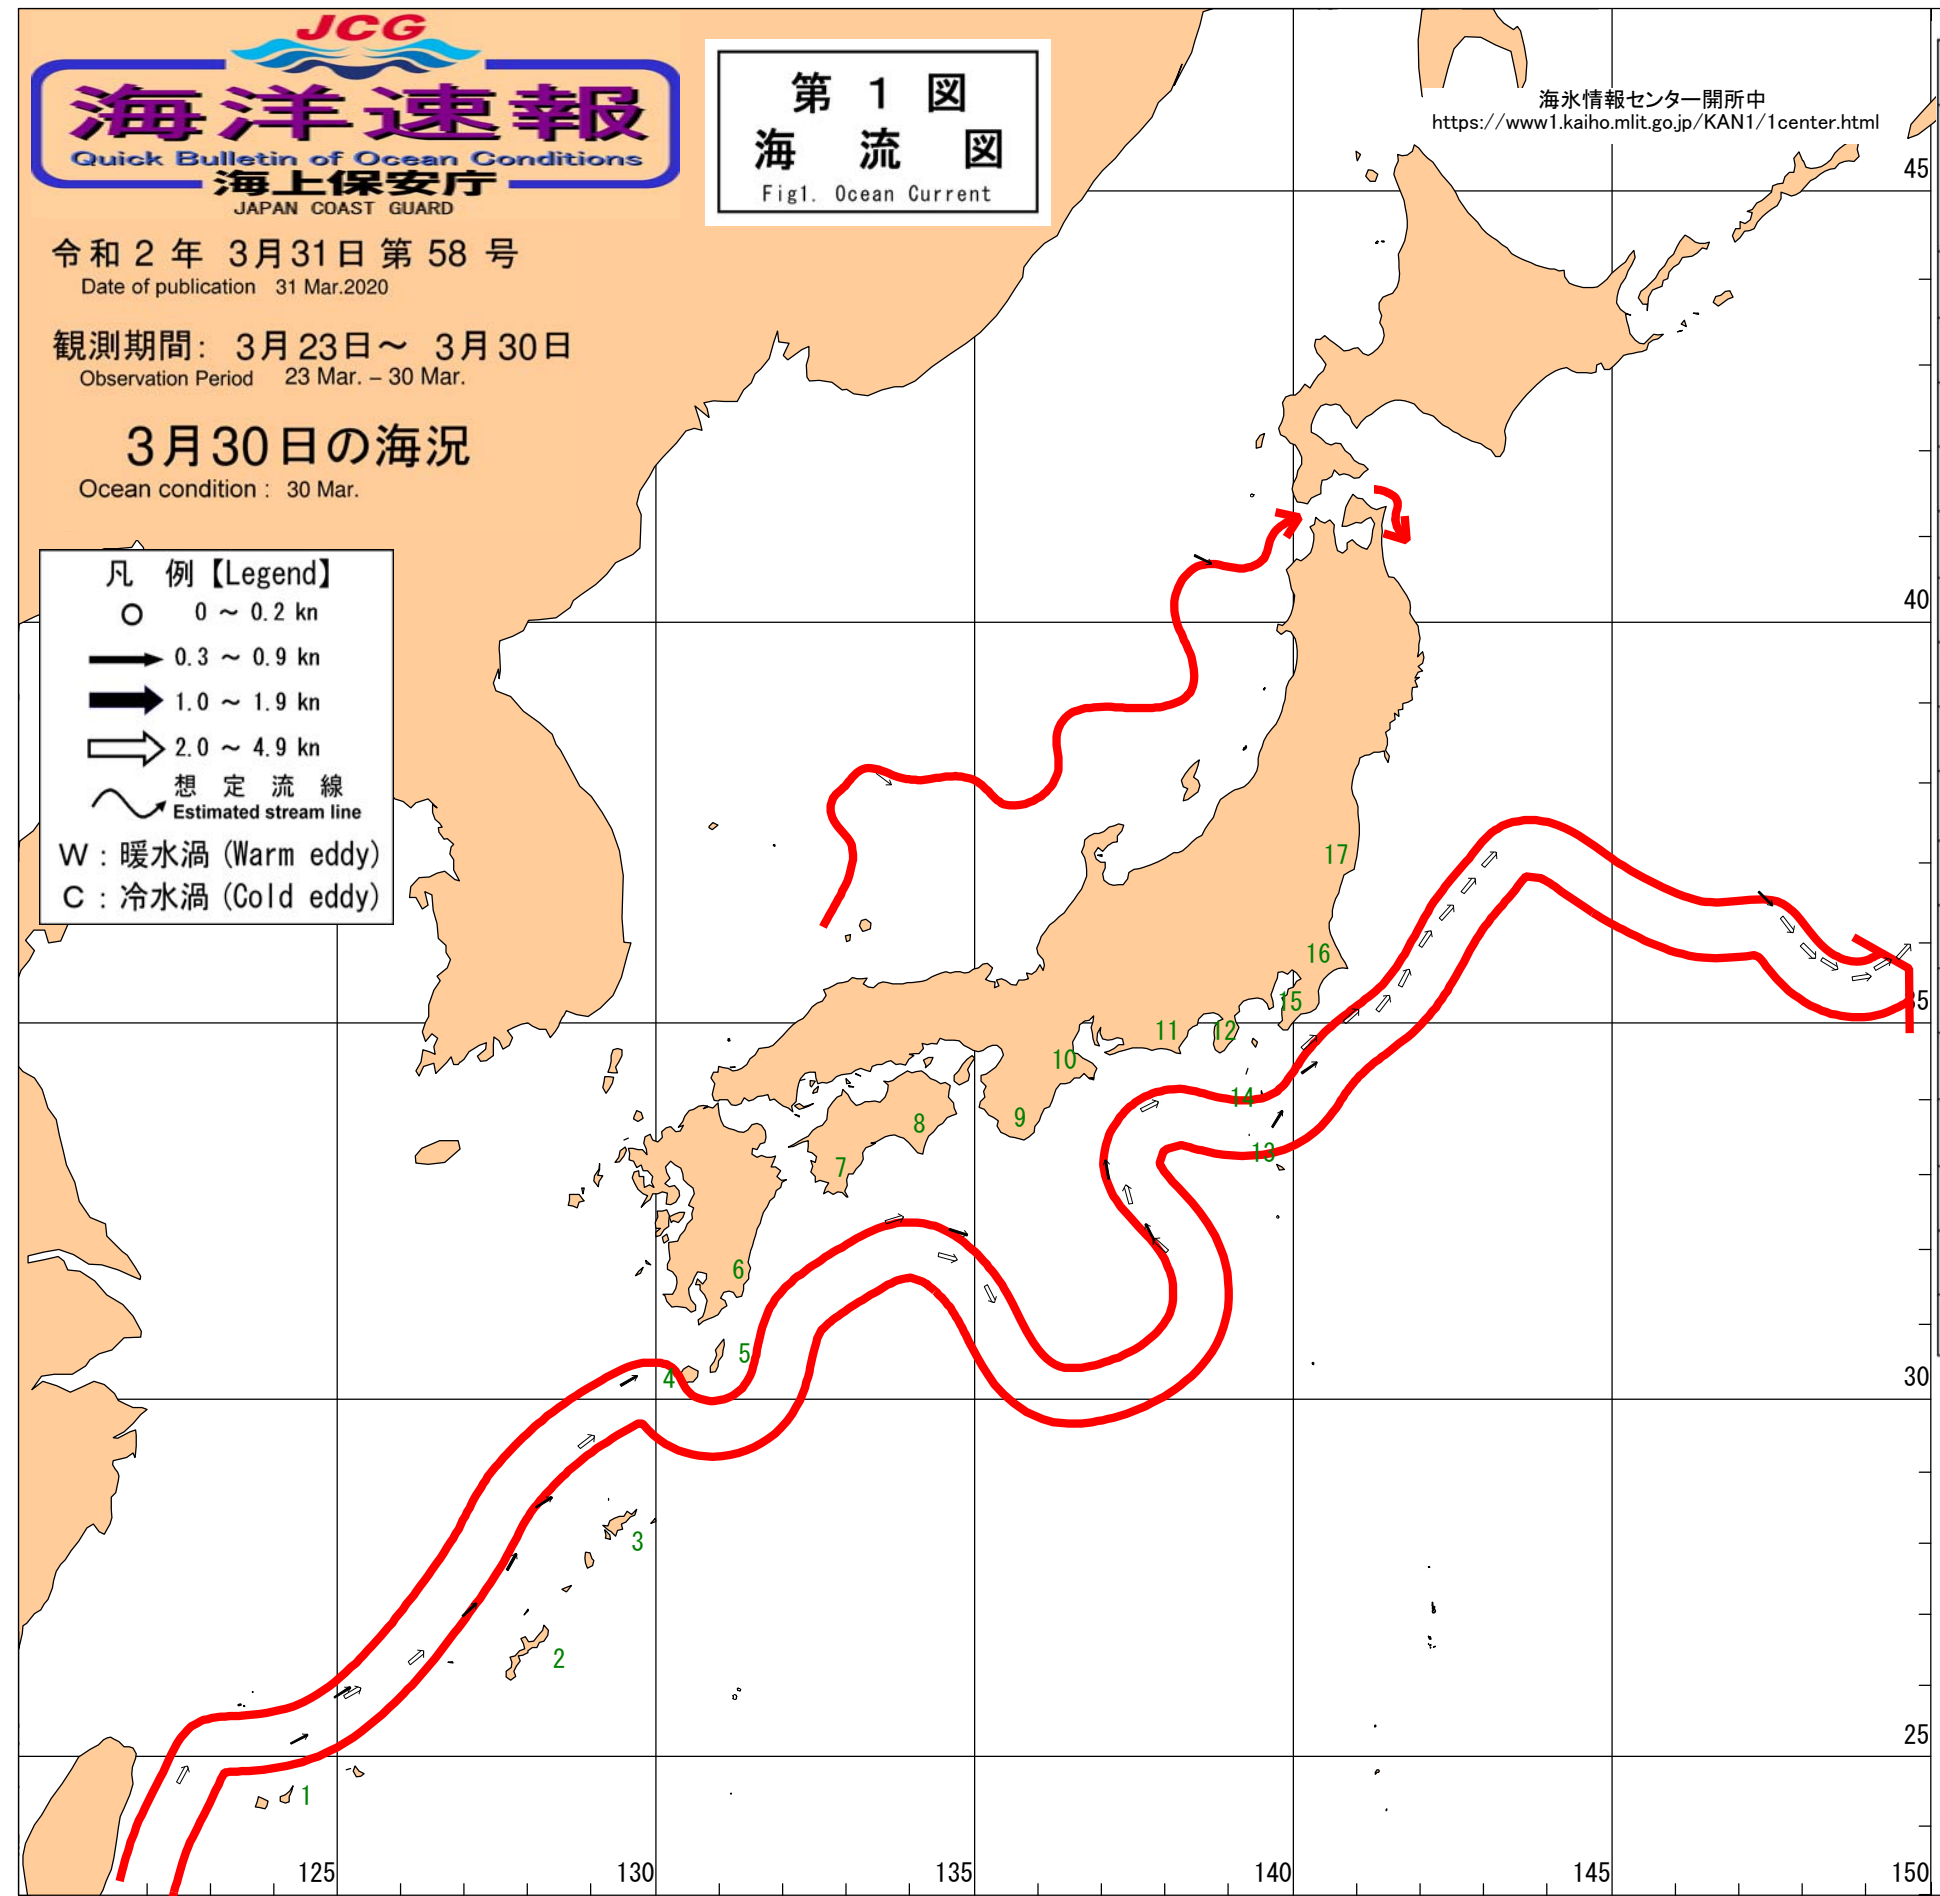 JCG
海洋速報
Quick Bulletin of Ocean Conditions
海上保安庁
JAPAN COAST GUARD
第 1 図
海 流 図
Fig1. Ocean Current
海氷情報センター開所中
https://www1.kaiho.mlit.go.jp/KAN1/1center.html
令和 2 年 3月31日 第 58 号
Date of publication 31 Mar.2020
観測期間: 3月23日～ 3月30日
Observation Period 23 Mar. – 30 Mar.
3月30日の海況
Ocean condition : 30 Mar.
凡 例【Legend】
0 ～ 0.2 kn
0.3 ～ 0.9 kn
1.0 ～ 1.9 kn
2.0 ～ 4.9 kn
想 定 流 線
Estimated stream line
W : 暖水渦 (Warm eddy)
C : 冷水渦 (Cold eddy)
45
40
35
30
25
17
16
15
12
11
10
14
9
8
13
7
6
5
4
3
2
1
125
130
135
140
145
150